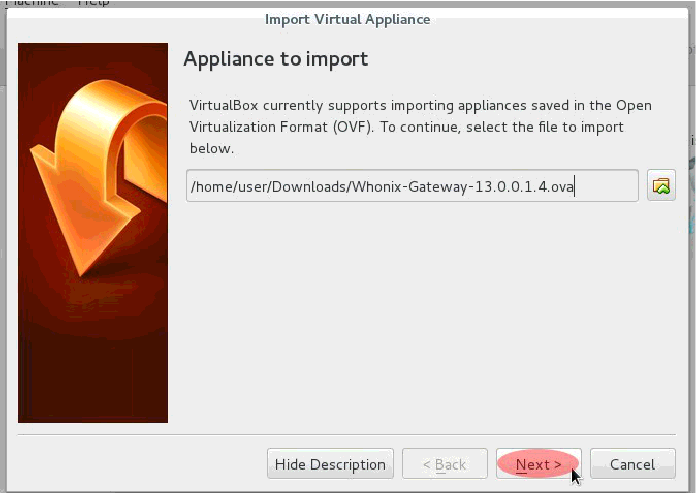 Machine Help
Import Virtual Appliance
Appliance to import
VirtualBox currently supports importing appliances saved in the Open
Virtualization Format (OVF). To continue, select the file to import
below.
/home/user/Downloads/Whonix-Gateway-13.0.0.1.4.ova
Hide Description
< Back
Next >
Cancel